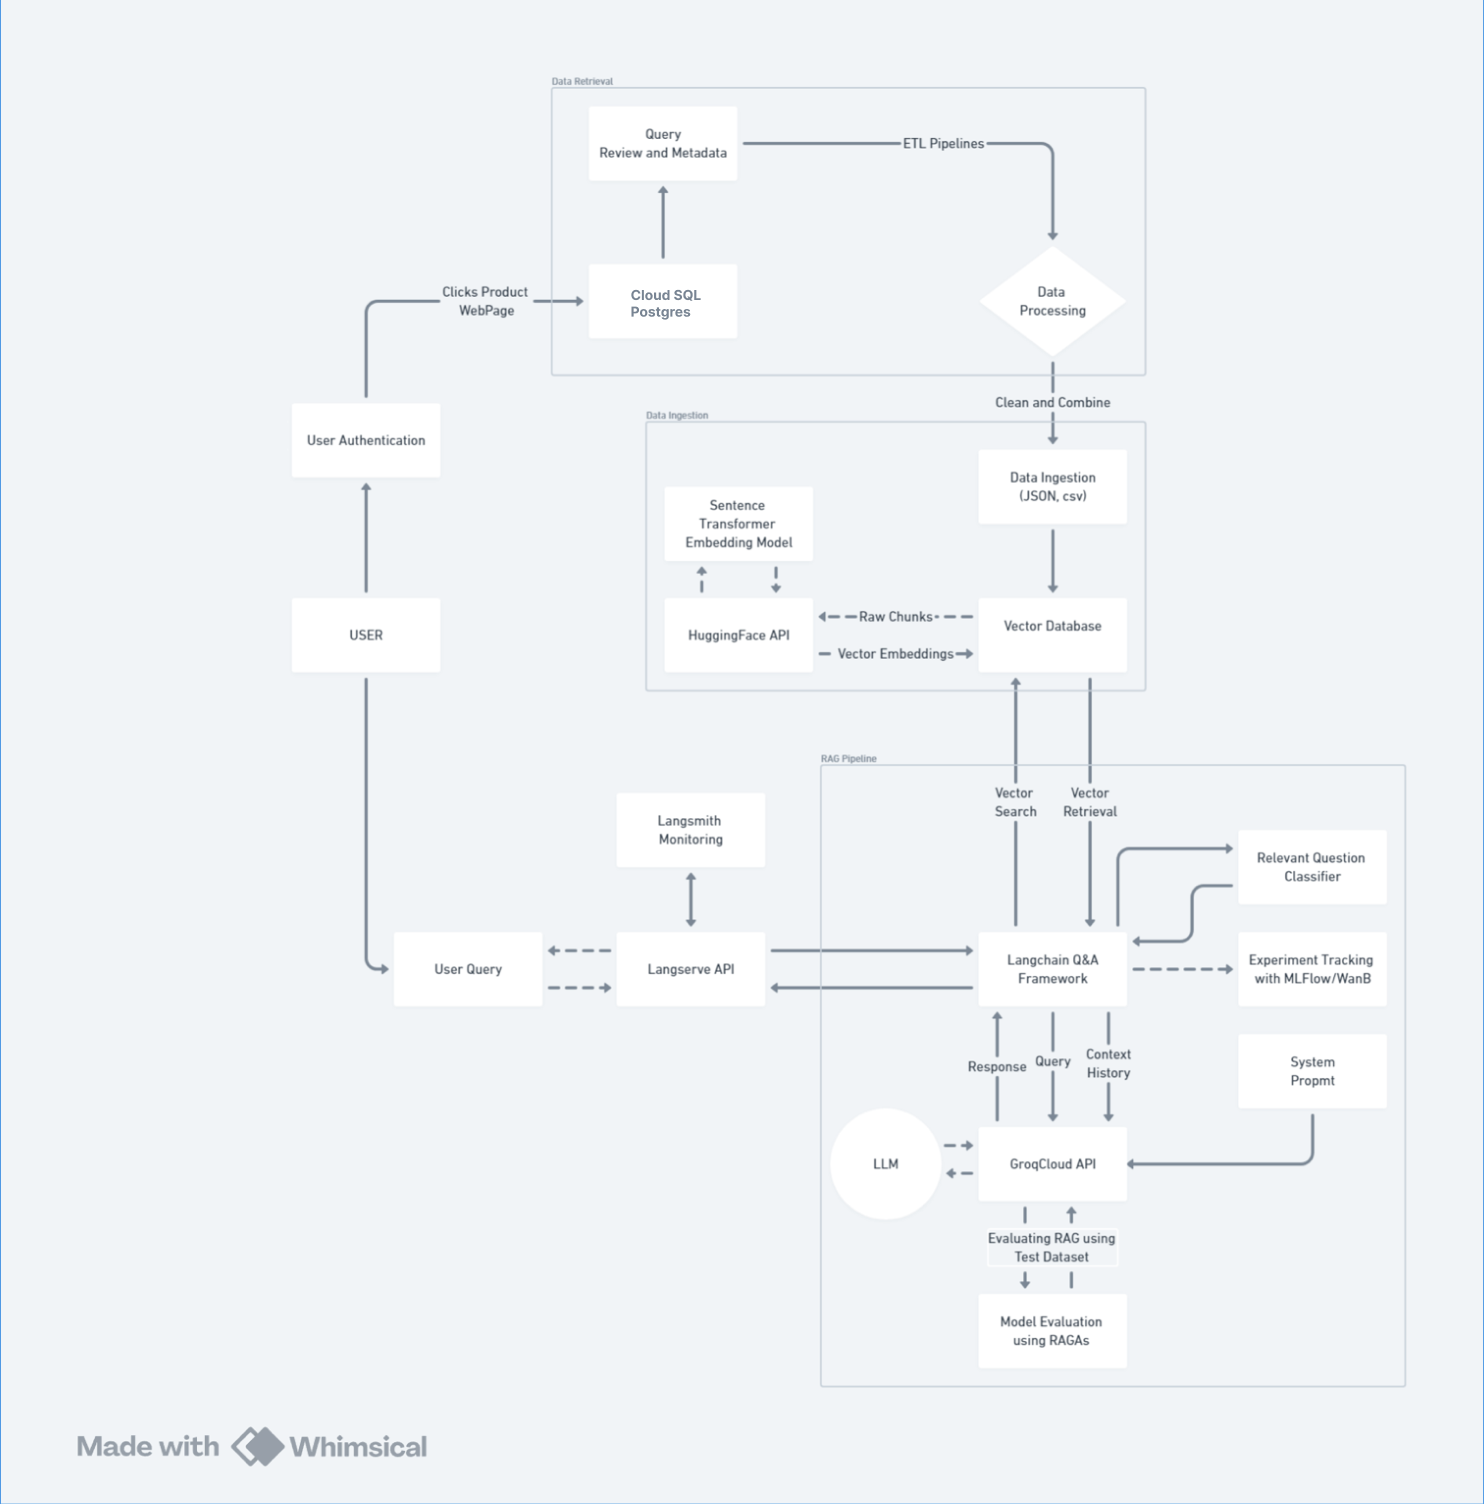 Data Retrieval
Query
Review and Metadata
ETL Pipelines
Clicks Product
WebPage
Cloud SQL
Postgres
Data
Processing
Clean and Combine
User Authentication
Data Ingestion
Data Ingestion
(JSON, csv)
Sentence
Transformer
Embedding Model
USER
HuggingFace API
Raw Chunks
Vector Embeddings
Vector Database
RAG Pipeline
Vector
Search
Vector
Retrieval
Langsmith
Monitoring
Relevant Question
Classifier
User Query
Langserve API
Langchain Q&A
Framework
Experiment Tracking
with MLFlow/WanB
Response
Query
Context
History
System
Propmt
LLM
GroqCloud API
Evaluating RAG using
Test Dataset
Model Evaluation
using RAGAs
Made with Whimsical